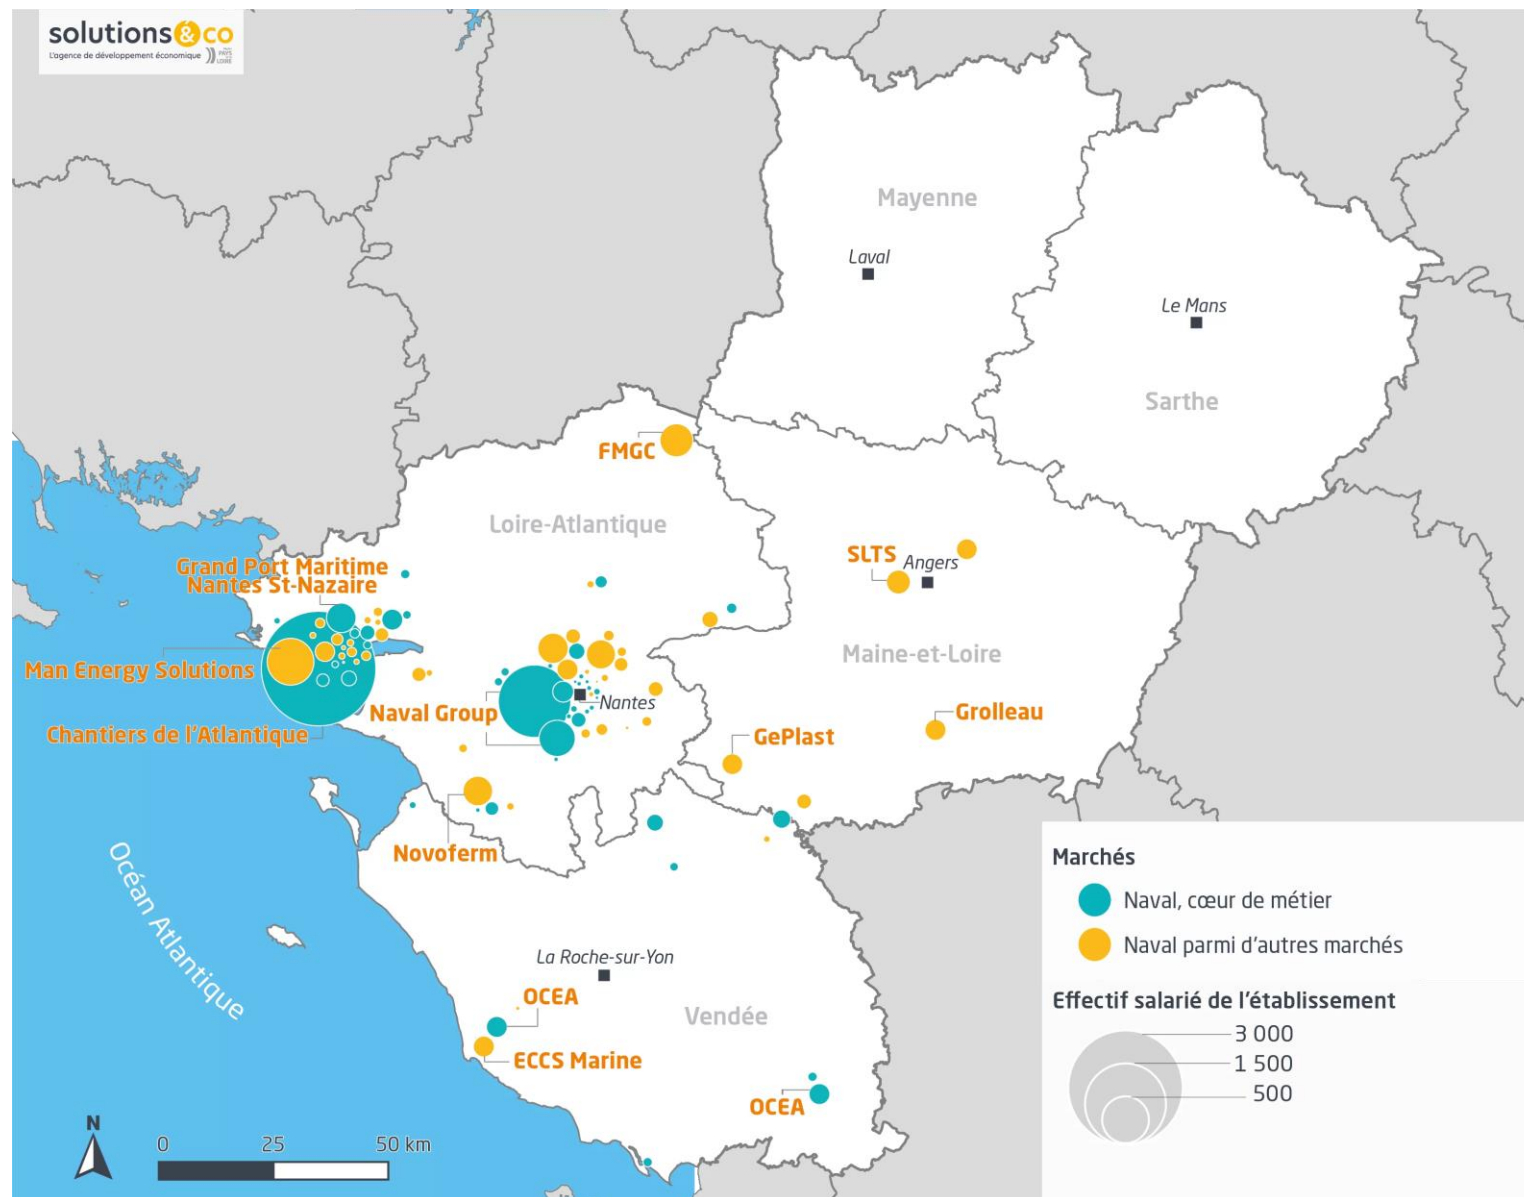 solutions&co
L'agence de développement économique
PAYS
LOIRE
Mayenne
Laval
Le Mans
Sarthe
FMGC
Loire-Atlantique
Grand Port Maritime
Nantes St-Nazaire
SLTS
Angers
Man Energy Solutions
Maine-et-Loire
Naval Group
Nantes
Chantiers de l'Atlantique
Grolleau
GePlast
Novoferm
Océan Atlantique
La Roche-sur-Yon
OCEA
Vendée
ECCS Marine
OCEA
Marchés
Naval, cœur de métier
Naval parmi d'autres marchés
Effectif salarié de l'établissement
3 000
1 500
500
N
0 25 50 km